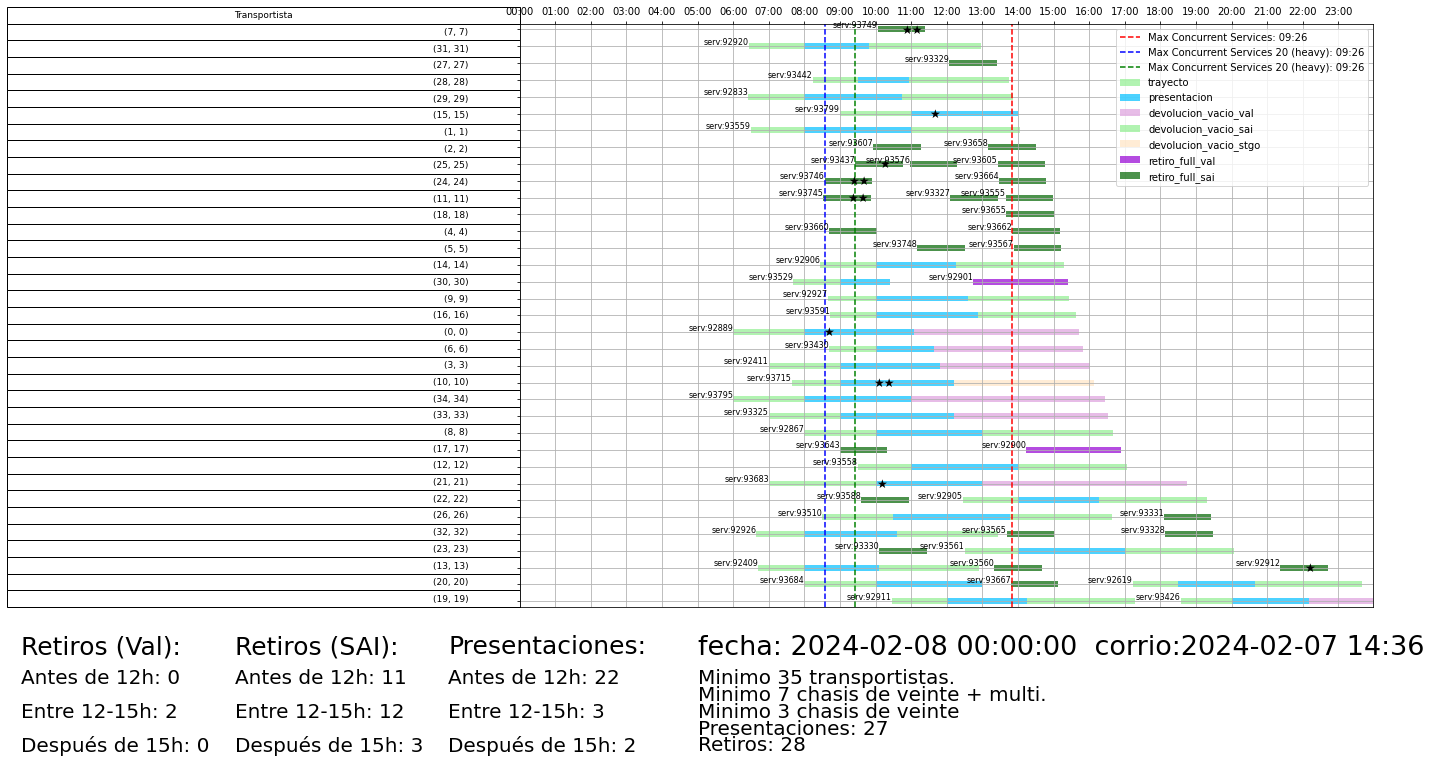 Transportista
00:00 01:00 02:00 03:00 04:00 05:00 06:00 07:00 08:00 09:00 10:00 11:00 12:00 13:00 14:00 15:00 16:00 17:00 18:00 19:00 20:00 21:00 22:00 23:00
(7, 7) serv:93749
(31, 31) serv:92920
(27, 27) serv:93329
(28, 28) serv:93442
(29, 29) serv:92833
(15, 15) serv:93799
(1, 1) serv:93559
(2, 2) serv:93607 serv:93658
(25, 25) serv:93437 serv:93576 serv:93605
(24, 24) serv:93746 serv:93664
(11, 11) serv:93745 serv:93327 serv:93555
(18, 18) serv:93655
(4, 4) serv:93660 serv:93662
(5, 5) serv:93748 serv:93567
(14, 14) serv:92906
(30, 30) serv:93529 serv:92901
(9, 9) serv:92927
(16, 16) serv:93591
(0, 0) serv:92889
(6, 6) serv:93430
(3, 3) serv:92411
(10, 10) serv:93715
(34, 34) serv:93795
(33, 33) serv:93325
(8, 8) serv:92867
(17, 17) serv:93643 serv:92900
(12, 12) serv:93558
(21, 21) serv:93683
(22, 22) serv:93588 serv:92905
(26, 26) serv:93510 serv:93331
(32, 32) serv:92926 serv:93565 serv:93328
(23, 23) serv:93330 serv:93561
(13, 13) serv:92409 serv:93560 serv:92912
(20, 20) serv:93684 serv:93667 serv:92619
(19, 19) serv:92911 serv:93426
Max Concurrent Services: 09:26
Max Concurrent Services 20 (heavy): 09:26
Max Concurrent Services 20 (heavy): 09:26
trayecto
presentacion
devolucion_vacio_val
devolucion_vacio_sai
devolucion_vacio_stgo
retiro_full_val
retiro_full_sai
Retiros (Val):
Antes de 12h: 0
Entre 12-15h: 2
Después de 15h: 0
Retiros (SAI):
Antes de 12h: 11
Entre 12-15h: 12
Después de 15h: 3
Presentaciones:
Antes de 12h: 22
Entre 12-15h: 3
Después de 15h: 2
fecha: 2024-02-08 00:00:00 corrio:2024-02-07 14:36
Minimo 35 transportistas.
Minimo 7 chasis de veinte + multi.
Minimo 3 chasis de veinte
Presentaciones: 27
Retiros: 28